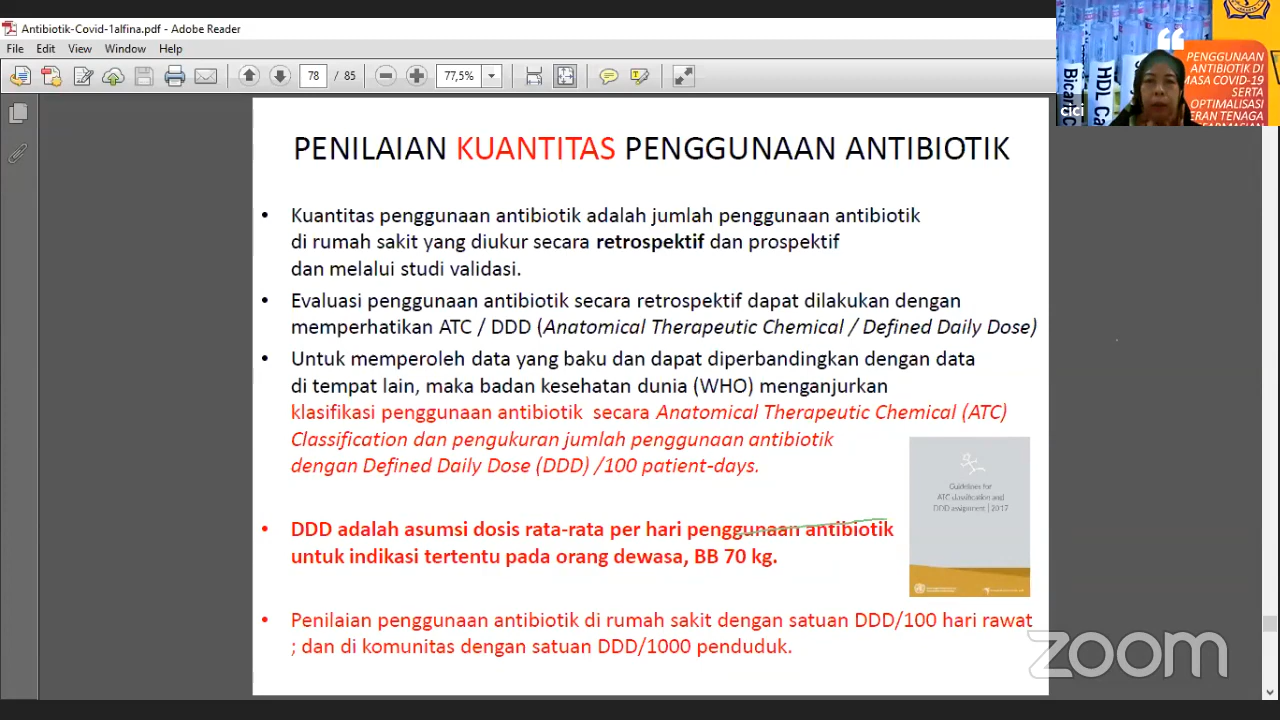 Antibiotik-Covid-1alfina.pdf - Adobe Reader
File Edit View Window Help
78 / 85 77,5%
PENILAIAN KUANTITAS PENGGUNAAN ANTIBIOTIK
• Kuantitas penggunaan antibiotik adalah jumlah penggunaan antibiotik
di rumah sakit yang diukur secara retrospektif dan prospektif
dan melalui studi validasi.
• Evaluasi penggunaan antibiotik secara retrospektif dapat dilakukan dengan
memperhatikan ATC / DDD (Anatomical Therapeutic Chemical / Defined Daily Dose)
• Untuk memperoleh data yang baku dan dapat diperbandingkan dengan data
di tempat lain, maka badan kesehatan dunia (WHO) menganjurkan
klasifikasi penggunaan antibiotik secara Anatomical Therapeutic Chemical (ATC)
Classification dan pengukuran jumlah penggunaan antibiotik
dengan Defined Daily Dose (DDD) /100 patient-days.
• DDD adalah asumsi dosis rata-rata per hari penggunaan antibiotik
untuk indikasi tertentu pada orang dewasa, BB 70 kg.
• Penilaian penggunaan antibiotik di rumah sakit dengan satuan DDD/100 hari rawat
; dan di komunitas dengan satuan DDD/1000 penduduk.
Guidelines for
ATC classification and
DDD assignment | 2017
PENGGUNAAN
ANTIBIOTIK DI
MASA COVID-19
SERTA
OPTIMALISASI
ERAN TENAGA
cici
HDL Ca
Bicar
zoom